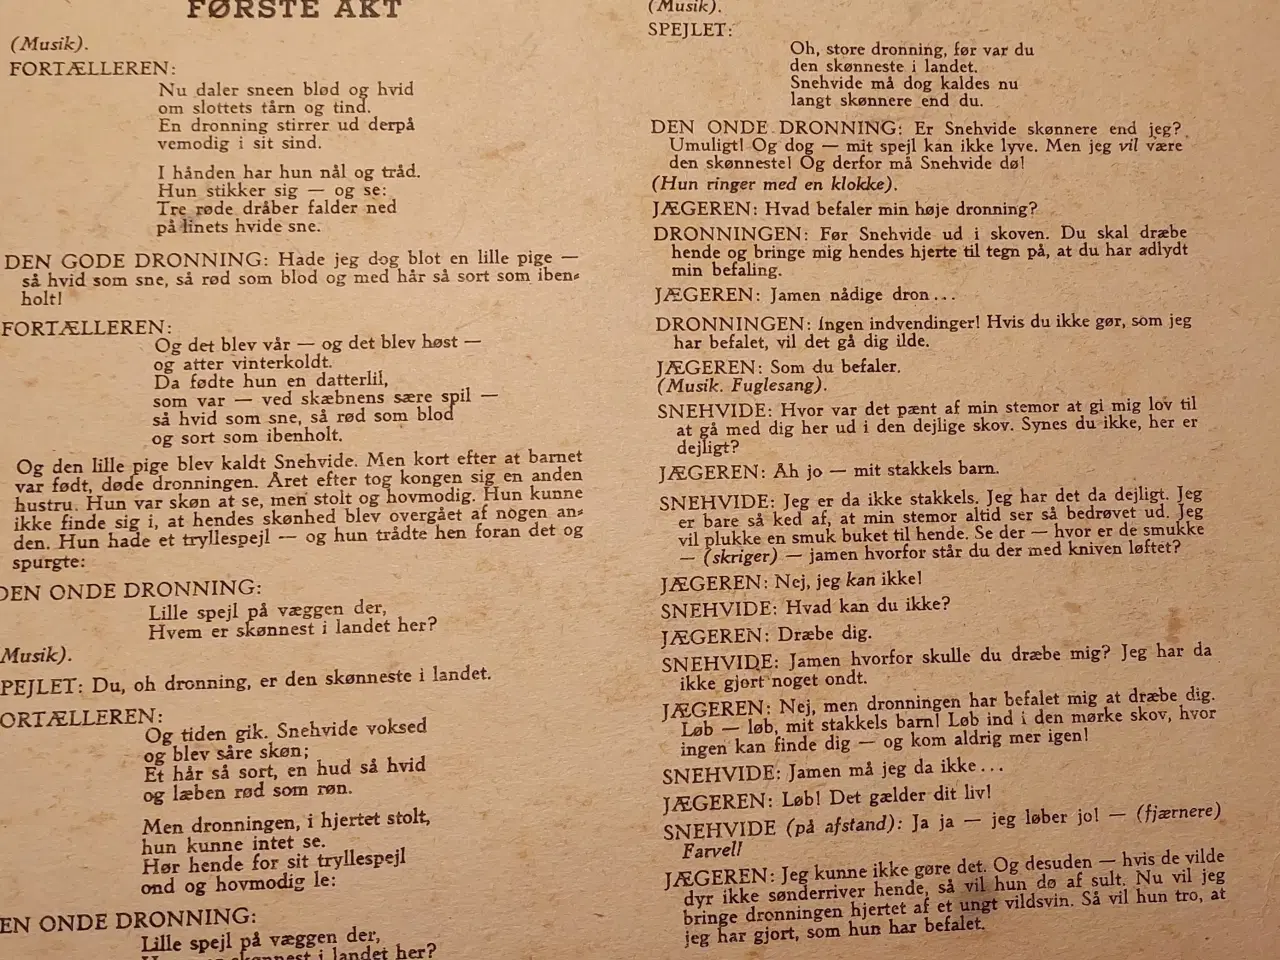 FØRSTE AKT
(Musik).
FORTÆLLEREN:
Nu daler sneen blød og hvid
om slottets tårn og tind.
En dronning stirrer ud derpå
vemodig i sit sind.
I hånden har hun nål og tråd.
Hun stikker sig — og se:
Tre røde dråber falder ned
på linets hvide sne.
DEN GODE DRONNING: Hade jeg dog blot en lille pige —
så hvid som sne, så rød som blod og med hår så sort som iben-
holt!
FORTÆLLEREN:
Og det blev vår — og det blev høst —
og atter vinterkoldt.
Da fødte hun en datterlil,
som var — ved skæbnens sære spil —
så hvid som sne, så rød som blod
og sort som ibenholt.
Og den lille pige blev kaldt Snehvide. Men kort efter at barnet
var født, døde dronningen. Året efter tog kongen sig en anden
hustru. Hun var skøn at se, men stolt og hovmodig. Hun kunne
ikke finde sig i, at hendes skønhed blev overgået af nogen an-
den. Hun hade et tryllespejl — og hun trådte hen foran det og
spurgte:
DEN ONDE DRONNING:
Lille spejl på væggen der,
Hvem er skønnest i landet her?
Musik).
PEJLET: Du, oh dronning, er den skønneste i landet.
ORTÆLLEREN:
Og tiden gik. Snehvide voksed
og blev såre skøn;
Et hår så sort, en hud så hvid
og læben rød som røn.
Men dronningen, i hjertet stolt,
hun kunne intet se.
Hør hende for sit tryllespejl
ond og hovmodig le:
EN ONDE DRONNING:
Lille spejl på væggen der,
Hvem er skønnest i landet her?
(Musik).
SPEJLET:
Oh, store dronning, før var du
den skønneste i landet.
Snehvide må dog kaldes nu
langt skønnere end du.
DEN ONDE DRONNING: Er Snehvide skønnere end jeg?
Umuligt! Og dog — mit spejl kan ikke lyve. Men jeg vil være
den skønneste! Og derfor må Snehvide dø!
(Hun ringer med en klokke).
JÆGEREN: Hvad befaler min høje dronning?
DRONNINGEN: Før Snehvide ud i skoven. Du skal dræbe
hende og bringe mig hendes hjerte til tegn på, at du har adlydt
min befaling.
JÆGEREN: Jamen nådige dron...
DRONNINGEN: Ingen indvendinger! Hvis du ikke gør, som jeg
har befalet, vil det gå dig ilde.
JÆGEREN: Som du befaler.
(Musik. Fuglesang).
SNEHVIDE: Hvor var det pænt af min stemor at gi mig lov til
at gå med dig her ud i den dejlige skov. Synes du ikke, her er
dejligt?
JÆGEREN: Åh jo — mit stakkels barn.
SNEHVIDE: Jeg er da ikke stakkels. Jeg har det da dejligt. Jeg
er bare så ked af, at min stemor altid ser så bedrøvet ud. Jeg
vil plukke en smuk buket til hende. Se der — hvor er de smukke
— (skriger) — jamen hvorfor står du der med kniven løftet?
JÆGEREN: Nej, jeg kan ikke!
SNEHVIDE: Hvad kan du ikke?
JÆGEREN: Dræbe dig.
SNEHVIDE: Jamen hvorfor skulle du dræbe mig? Jeg har da
ikke gjort noget ondt.
JÆGEREN: Nej, men dronningen har befalet mig at dræbe dig.
Løb — løb, mit stakkels barn! Løb ind i den mørke skov, hvor
ingen kan finde dig — og kom aldrig mer igen!
SNEHVIDE: Jamen må jeg da ikke...
JÆGEREN: Løb! Det gælder dit liv!
SNEHVIDE (på afstand): Ja ja — jeg løber jo! — (fjærnere)
Farvel!
JÆGEREN: Jeg kunne ikke gøre det. Og desuden — hvis de vilde
dyr ikke sønderriver hende, så vil hun dø af sult. Nu vil jeg
bringe dronningen hjertet af et ungt vildsvin. Så vil hun tro, at
jeg har gjort, som hun har befalet.